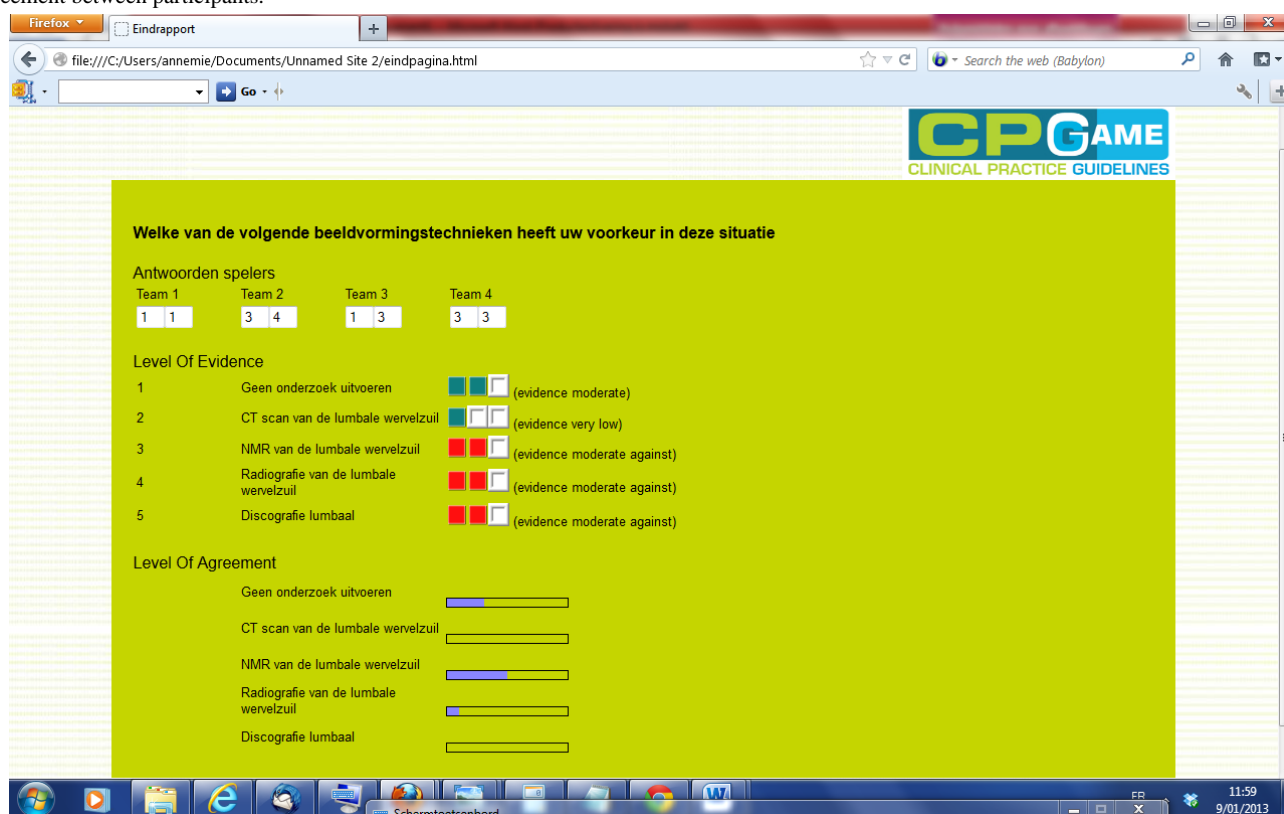 cement between participants.
Firefox
Eindrapport
file:///C:/Users/annemie/Documents/Unnamed Site 2/eindpagina.html
Search the web (Babylon)
Go
CPGAME
CLINICAL PRACTICE GUIDELINES
Welke van de volgende beeldvormingstechnieken heeft uw voorkeur in deze situatie
Antwoorden spelers
Team 1 Team 2 Team 3 Team 4
1 1 3 4 1 3 3 3
Level Of Evidence
1 Geen onderzoek uitvoeren (evidence moderate)
2 CT scan van de lumbale wervelzuil (evidence very low)
3 NMR van de lumbale wervelzuil (evidence moderate against)
4 Radiografie van de lumbale
wervelzuil (evidence moderate against)
5 Discografie lumbaal (evidence moderate against)
Level Of Agreement
Geen onderzoek uitvoeren
CT scan van de lumbale wervelzuil
NMR van de lumbale wervelzuil
Radiografie van de lumbale
wervelzuil
Discografie lumbaal
FR
11:59
9/01/2013